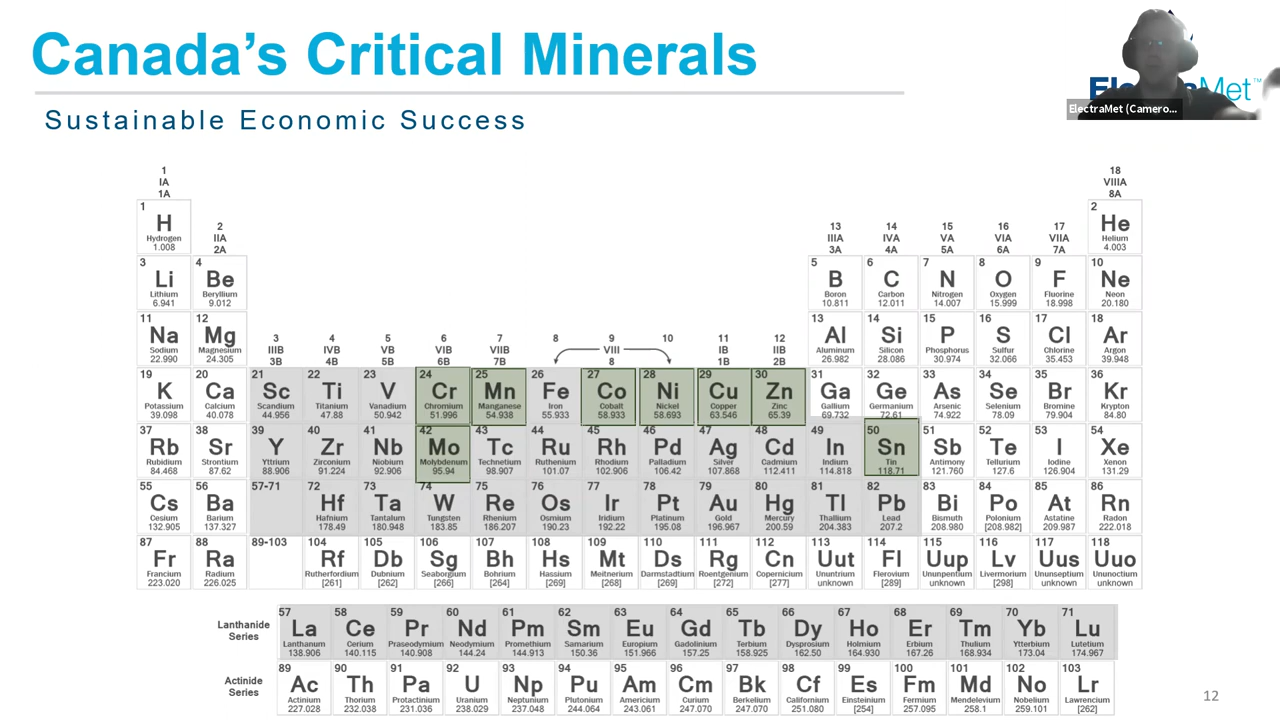 Canada's Critical Minerals
Sustainable Economic Success
Met™
ElectraMet (Camero...
1 2 13 14 15 16 17 18
IA IIA IIIA IVA VA VIA VIIA VIIIA
1A 2A 3A 4A 5A 6A 7A 8A
3 4 5 6 7 8 9 10 11 12
IIIB IVB VB VIB VIIB VIII IB IIB
3B 4B 5B 6B 7B 8 1B 2B
1 H Hydrogen 1.008
2 He Helium 4.003
3 Li Lithium 6.941
4 Be Beryllium 9.012
5 B Boron 10.811
6 C Carbon 12.011
7 N Nitrogen 14.007
8 O Oxygen 15.999
9 F Fluorine 18.998
10 Ne Neon 20.180
11 Na Sodium 22.990
12 Mg Magnesium 24.305
13 Al Aluminum 26.982
14 Si Silicon 28.086
15 P Phosphorus 30.974
16 S Sulfur 32.066
17 Cl Chlorine 35.453
18 Ar Argon 39.948
19 K Potassium 39.098
20 Ca Calcium 40.078
21 Sc Scandium 44.956
22 Ti Titanium 47.88
23 V Vanadium 50.942
24 Cr Chromium 51.996
25 Mn Manganese 54.938
26 Fe Iron 55.933
27 Co Cobalt 58.933
28 Ni Nickel 58.693
29 Cu Copper 63.546
30 Zn Zinc 65.39
31 Ga Gallium 69.732
32 Ge Germanium 72.61
33 As Arsenic 74.922
34 Se Selenium 78.09
35 Br Bromine 79.904
36 Kr Krypton 84.80
37 Rb Rubidium 84.468
38 Sr Strontium 87.62
39 Y Yttrium 88.906
40 Zr Zirconium 91.224
41 Nb Niobium 92.906
42 Mo Molybdenum 95.94
43 Tc Technetium 98.907
44 Ru Ruthenium 101.07
45 Rh Rhodium 102.906
46 Pd Palladium 106.42
47 Ag Silver 107.868
48 Cd Cadmium 112.411
49 In Indium 114.818
50 Sn Tin 118.71
51 Sb Antimony 121.760
52 Te Tellurium 127.6
53 I Iodine 126.904
54 Xe Xenon 131.29
55 Cs Cesium 132.905
56 Ba Barium 137.327
57-71
72 Hf Hafnium 178.49
73 Ta Tantalum 180.948
74 W Tungsten 183.85
75 Re Rhenium 186.207
76 Os Osmium 190.23
77 Ir Iridium 192.22
78 Pt Platinum 195.08
79 Au Gold 196.967
80 Hg Mercury 200.59
81 Tl Thallium 204.383
82 Pb Lead 207.2
83 Bi Bismuth 208.980
84 Po Polonium [208.982]
85 At Astatine 209.987
86 Rn Radon 222.018
87 Fr Francium 223.020
88 Ra Radium 226.025
89-103
104 Rf Rutherfordium [261]
105 Db Dubnium [262]
106 Sg Seaborgium [266]
107 Bh Bohrium [264]
108 Hs Hassium [269]
109 Mt Meitnerium [268]
110 Ds Darmstadtium [269]
111 Rg Roentgenium [272]
112 Cn Copernicium [277]
113 Uut Ununtrium unknown
114 Fl Flerovium [289]
115 Uup Ununpentium unknown
116 Lv Livermorium [298]
117 Uus Ununseptium unknown
118 Uuo Ununoctium unknown
Lanthanide
Series
57 La Lanthanum 138.906
58 Ce Cerium 140.115
59 Pr Praseodymium 140.908
60 Nd Neodymium 144.24
61 Pm Promethium 144.913
62 Sm Samarium 150.36
63 Eu Europium 151.966
64 Gd Gadolinium 157.25
65 Tb Terbium 158.925
66 Dy Dysprosium 162.50
67 Ho Holmium 164.930
68 Er Erbium 167.26
69 Tm Thulium 168.934
70 Yb Ytterbium 173.04
71 Lu Lutetium 174.967
Actinide
Series
89 Ac Actinium 227.028
90 Th Thorium 232.038
91 Pa Protactinium 231.036
92 U Uranium 238.029
93 Np Neptunium 237.048
94 Pu Plutonium 244.064
95 Am Americium 243.061
96 Cm Curium 247.070
97 Bk Berkelium 247.070
98 Cf Californium 251.080
99 Es Einsteinium [254]
100 Fm Fermium 257.095
101 Md Mendelevium 258.1
102 No Nobelium 259.101
103 Lr Lawrencium [262]
12